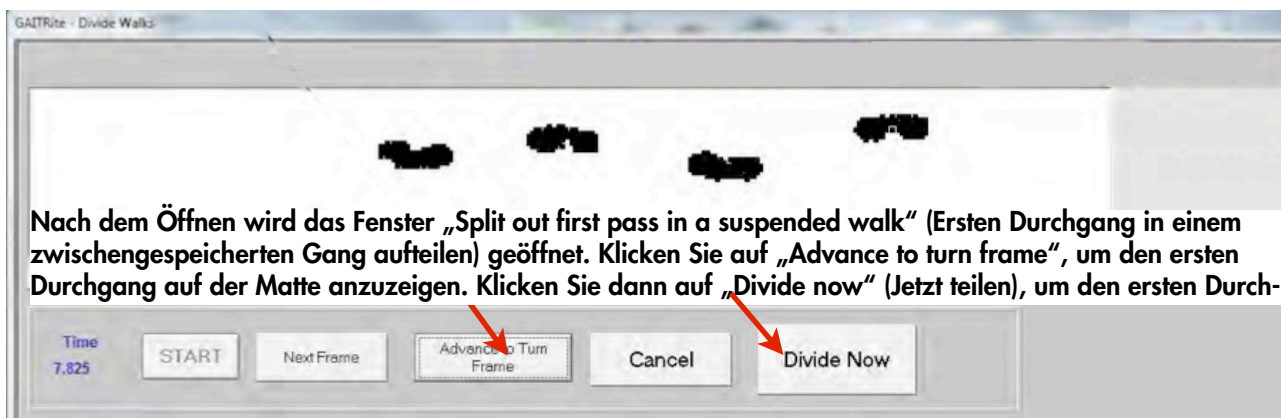 GAITRite - Divide Walks
Nach dem Öffnen wird das Fenster „Split out first pass in a suspended walk“ (Ersten Durchgang in einem
zwischengespeicherten Gang aufteilen) geöffnet. Klicken Sie auf „Advance to turn frame“, um den ersten
Durchgang auf der Matte anzuzeigen. Klicken Sie dann auf „Divide now“ (Jetzt teilen), um den ersten Durch-
Time
7.825
START
Next Frame
Advance to Turn
Frame
Cancel
Divide Now